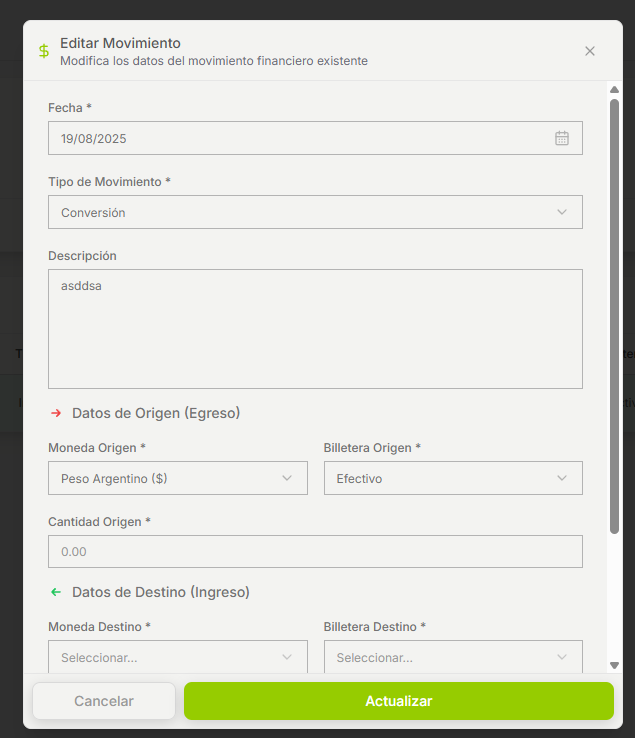 Editar Movimiento
Modifica los datos del movimiento financiero existente
Fecha *
19/08/2025
Tipo de Movimiento *
Conversión
Descripción
asddsa
Datos de Origen (Egreso)
Moneda Origen * Billetera Origen *
Peso Argentino ($) Efectivo
Cantidad Origen *
0.00
Datos de Destino (Ingreso)
Moneda Destino * Billetera Destino *
Seleccionar... Seleccionar...
Cancelar Actualizar